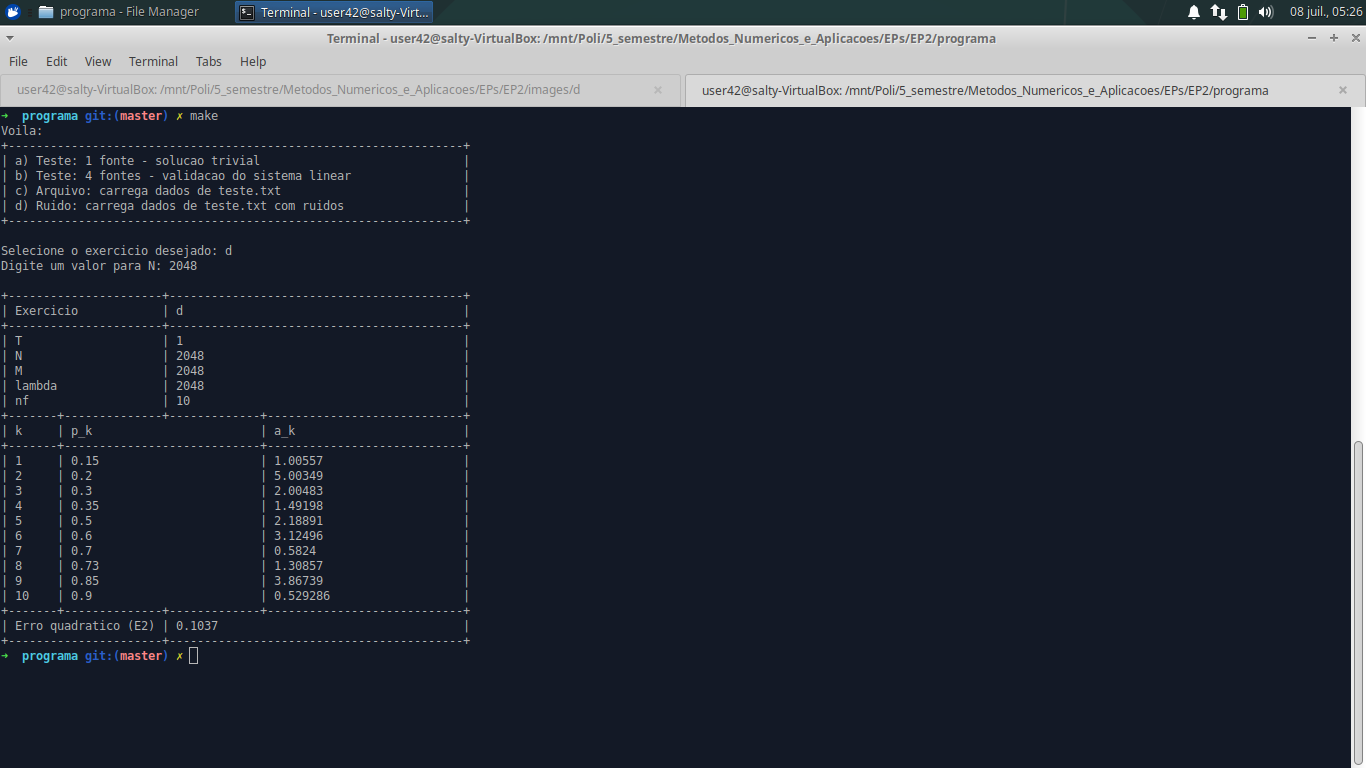 programa - File Manager Terminal - user42@salty-Virt... 08 juil., 05:26
Terminal - user42@salty-VirtualBox: /mnt/Poli/5_semestre/Metodos_Numericos_e_Aplicacoes/EPs/EP2/programa
File Edit View Terminal Tabs Help
user42@salty-VirtualBox: /mnt/Poli/5_semestre/Metodos_Numericos_e_Aplicacoes/EPs/EP2/images/d user42@salty-VirtualBox: /mnt/Poli/5_semestre/Metodos_Numericos_e_Aplicacoes/EPs/EP2/programa
➜ programa git:(master) ✗ make
Voila:
+-----------------------------------------------------------------+
| a) Teste: 1 fonte - solucao trivial |
| b) Teste: 4 fontes - validacao do sistema linear |
| c) Arquivo: carrega dados de teste.txt |
| d) Ruido: carrega dados de teste.txt com ruidos |
+-----------------------------------------------------------------+
Selecione o exercicio desejado: d
Digite um valor para N: 2048
+----------------------+------------------------------------------+
| Exercicio | d |
+----------------------+------------------------------------------+
| T | 1 |
| N | 2048 |
| M | 2048 |
| lambda | 2048 |
| nf | 10 |
+-------+--------------+-------------+----------------------------+
| k | p_k | a_k |
+-------+----------------------------+----------------------------+
| 1 | 0.15 | 1.00557 |
| 2 | 0.2 | 5.00349 |
| 3 | 0.3 | 2.00483 |
| 4 | 0.35 | 1.49198 |
| 5 | 0.5 | 2.18891 |
| 6 | 0.6 | 3.12496 |
| 7 | 0.7 | 0.5824 |
| 8 | 0.73 | 1.30857 |
| 9 | 0.85 | 3.86739 |
| 10 | 0.9 | 0.529286 |
+-------+--------------+-------------+----------------------------+
| Erro quadratico (E2) | 0.1037 |
+----------------------+------------------------------------------+
➜ programa git:(master) ✗